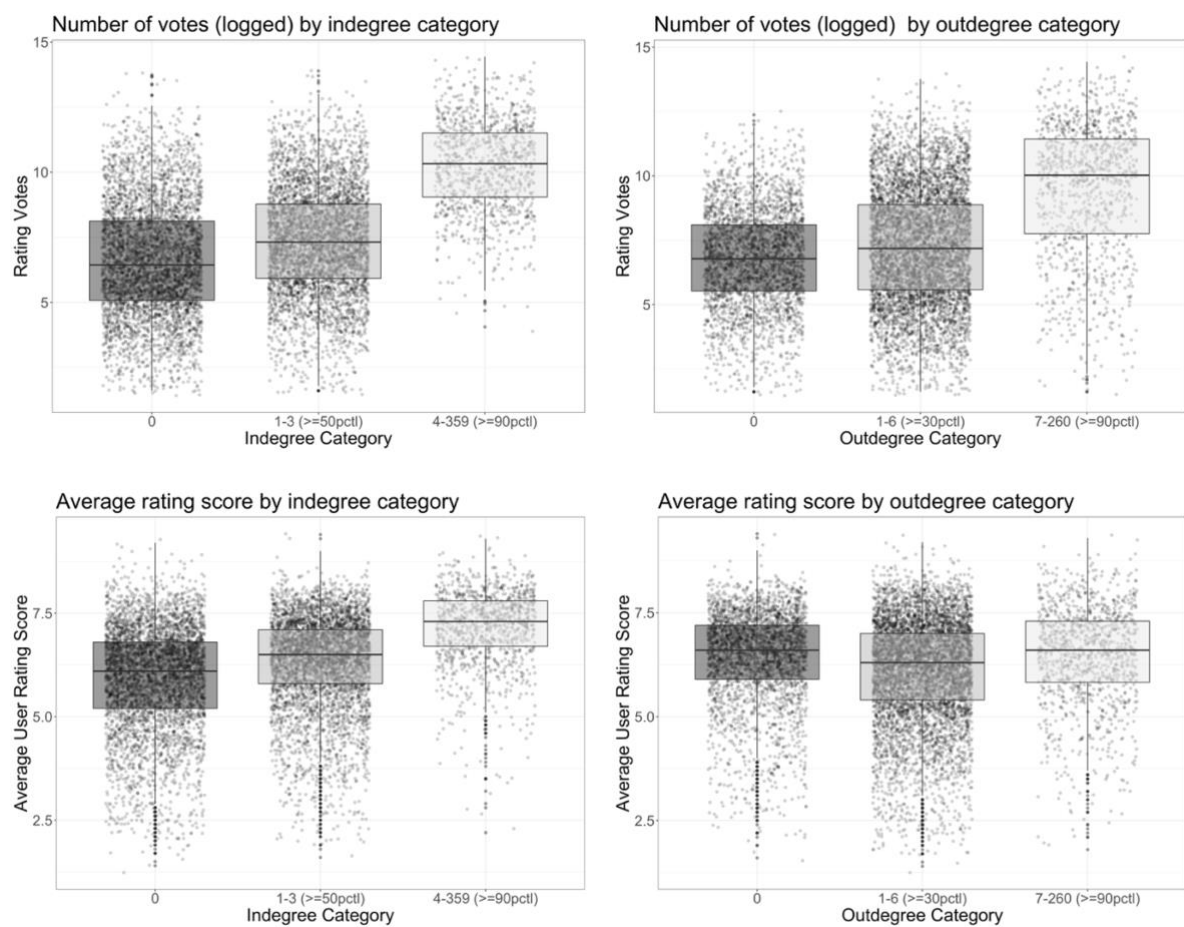 Number of votes (logged) by indegree category
15
10
5
Rating Votes
0
1-3 (>=50pctl)
4-359 (>=90pctl)
Indegree Category
Number of votes (logged)  by outdegree category
15
10
5
Rating Votes
0
1-6 (>=30pctl)
7-260 (>=90pctl)
Outdegree Category
Average rating score by indegree category
7.5
5.0
2.5
Average User Rating Score
0
1-3 (>=50pctl)
4-359 (>=90pctl)
Indegree Category
Average rating score by outdegree category
7.5
5.0
2.5
Average User Rating Score
0
1-6 (>=30pctl)
7-260 (>=90pctl)
Outdegree Category